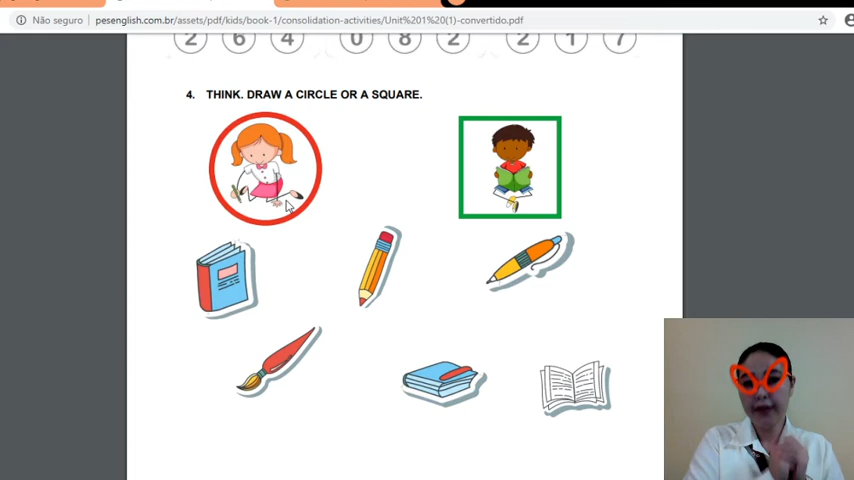 Não seguro | pesenglish.com.br/assets/pdf/kids/book-1/consolidation-activities/Unit%201%20(1)-convertido.pdf
2 6 4 0 8 2 2 1 7
4. THINK. DRAW A CIRCLE OR A SQUARE.